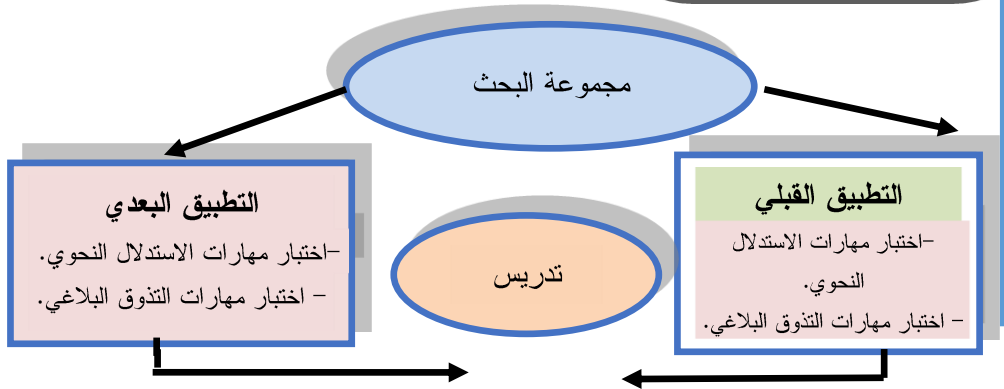 مجموعة البحث
التطبيق القبلي
-اختبار مهارات الاستدلال
النحوي.
- اختبار مهارات التذوق البلاغي.
تدريس
التطبيق البعدي
-اختبار مهارات الاستدلال النحوي.
- اختبار مهارات التذوق البلاغي.